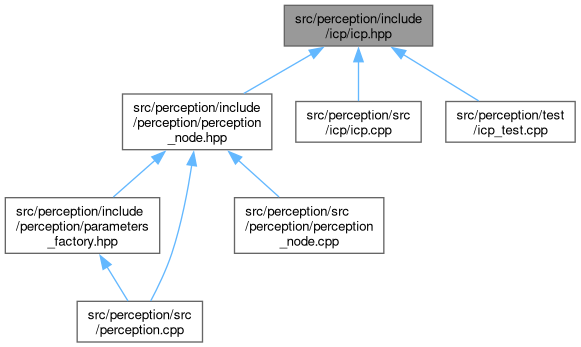 src/perception/include
/icp/icp.hpp
src/perception/include
/perception/perception
_node.hpp
src/perception/src
/icp/icp.cpp
src/perception/test
/icp_test.cpp
src/perception/include
/perception/parameters
_factory.hpp
src/perception/src
/perception/perception
_node.cpp
src/perception/src
/perception.cpp